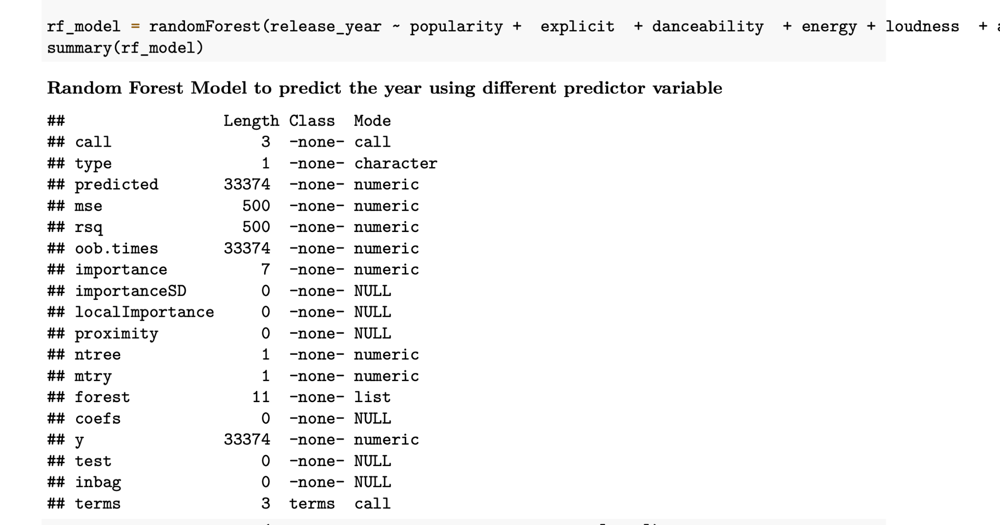 rf_model = randomForest(release_year ~ popularity +  explicit  + danceability  + energy + loudness  +
summary(rf_model)
Random Forest Model to predict the year using different predictor variable
##                 Length Class  Mode
## call                3  -none- call
## type                1  -none- character
## predicted       33374  -none- numeric
## mse               500  -none- numeric
## rsq               500  -none- numeric
## oob.times       33374  -none- numeric
## importance          7  -none- numeric
## importanceSD        0  -none- NULL
## localImportance     0  -none- NULL
## proximity           0  -none- NULL
## ntree               1  -none- numeric
## mtry                1  -none- numeric
## forest             11  -none- list
## coefs               0  -none- NULL
## y               33374  -none- numeric
## test                0  -none- NULL
## inbag               0  -none- NULL
## terms               3  terms  call